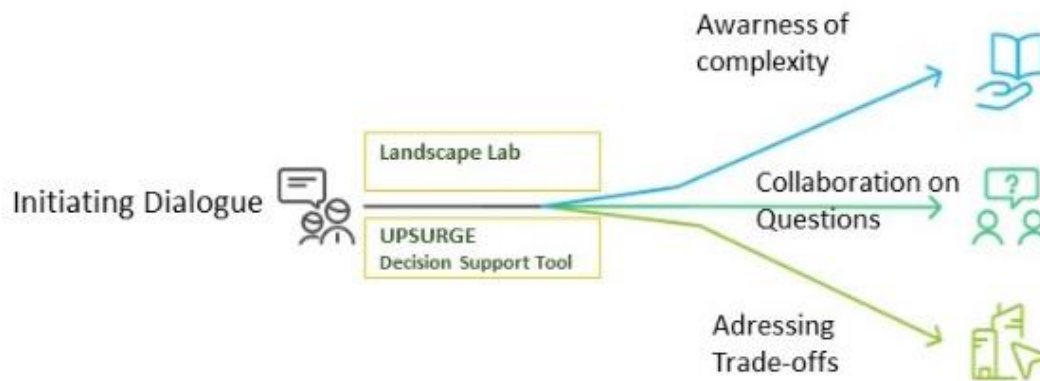 Awarness of
complexity
Landscape Lab
Initiating Dialogue
Collaboration on
Questions
?
UPSURGE
Decision Support Tool
Adressing
Trade-offs